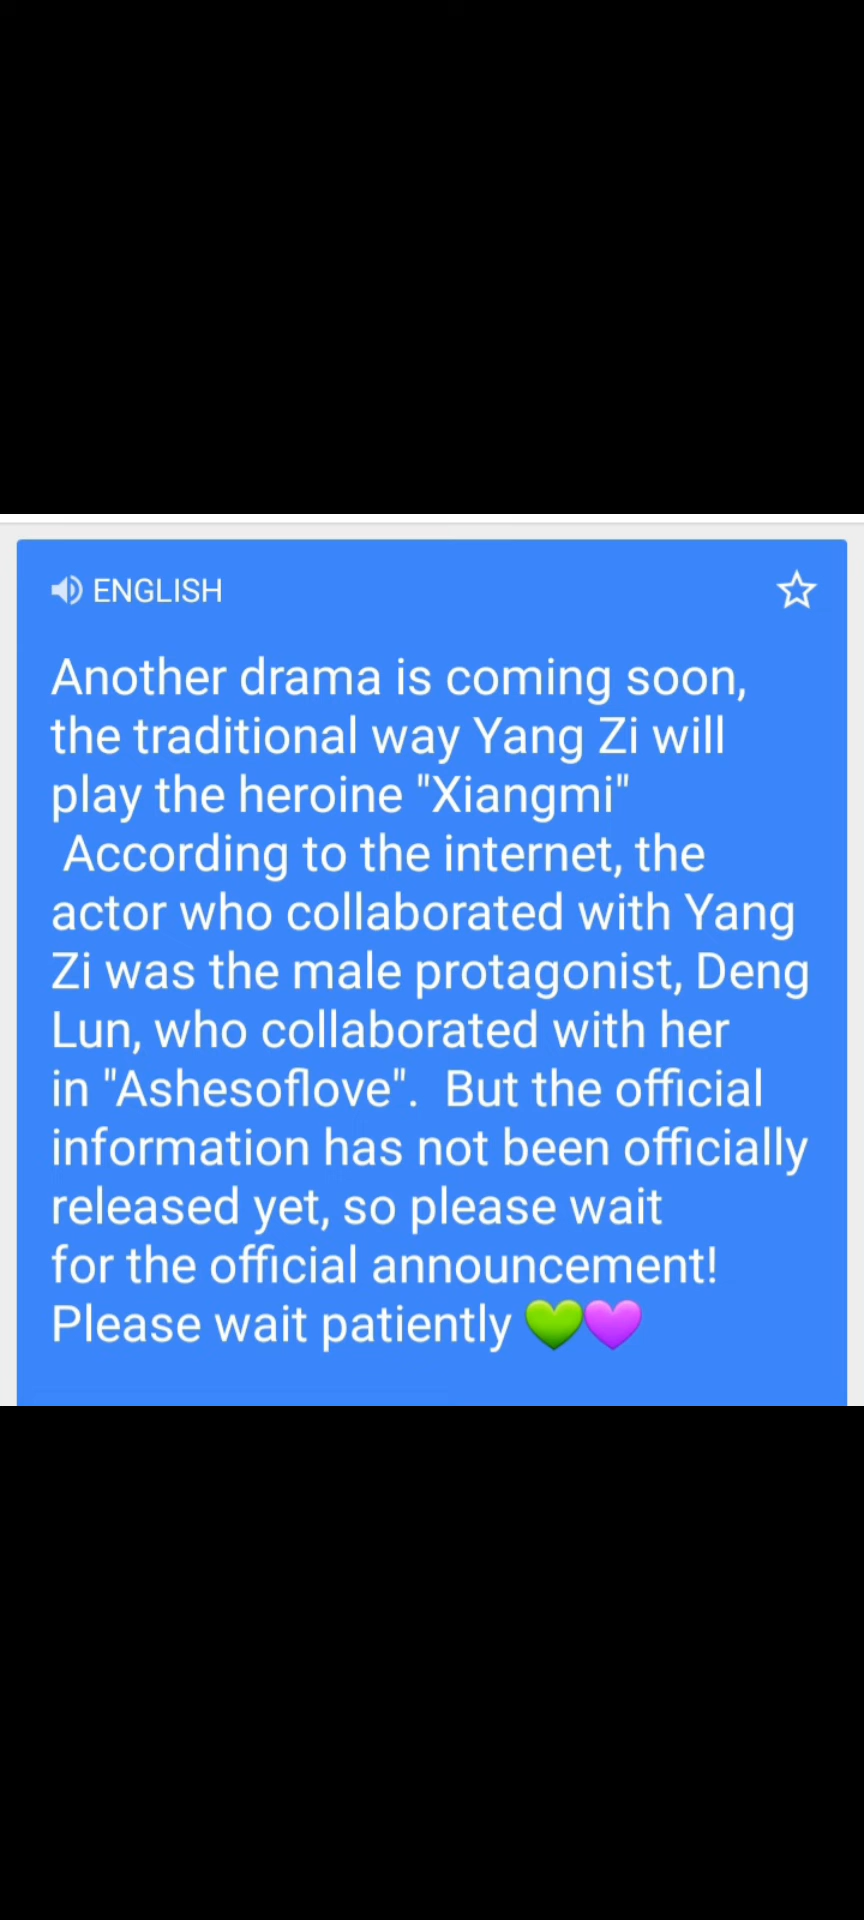 ENGLISH
Another drama is coming soon,
the traditional way Yang Zi will
play the heroine "Xiangmi"
According to the internet, the
actor who collaborated with Yang
Zi was the male protagonist, Deng
Lun, who collaborated with her
in "Ashesoflove".  But the official
information has not been officially
released yet, so please wait
for the official announcement!
Please wait patiently 💚💜